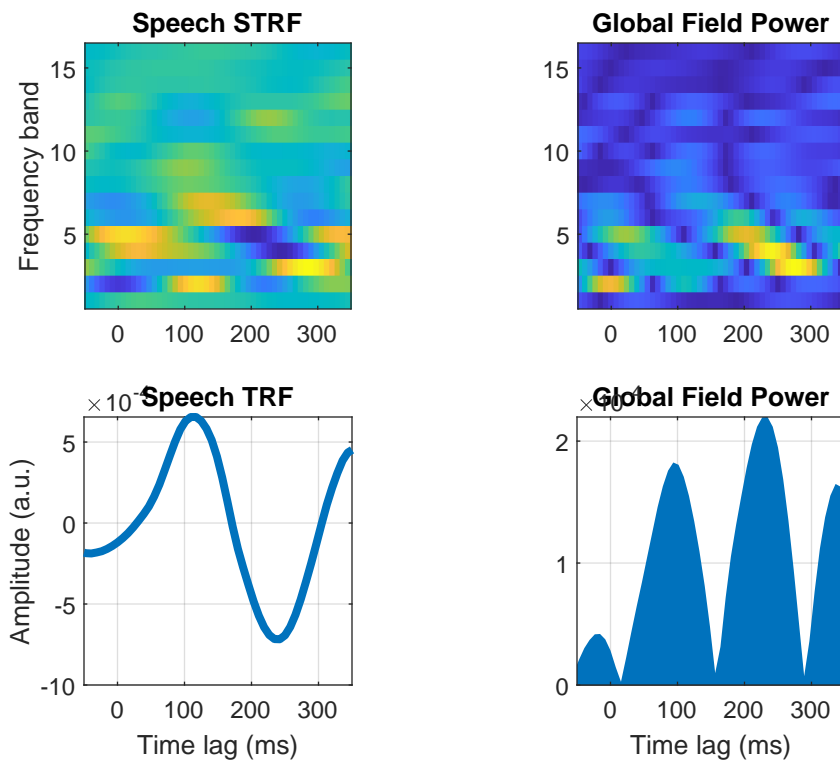 Speech STRF
Global Field Power
Frequency band
15
10
5
0 100 200 300
15
10
5
0 100 200 300
Speech TRF
Global Field Power
× 10⁻⁴
Amplitude (a.u.)
5
0
-5
-10
0 100 200 300
Time lag (ms)
2
1
0
0 100 200 300
Time lag (ms)